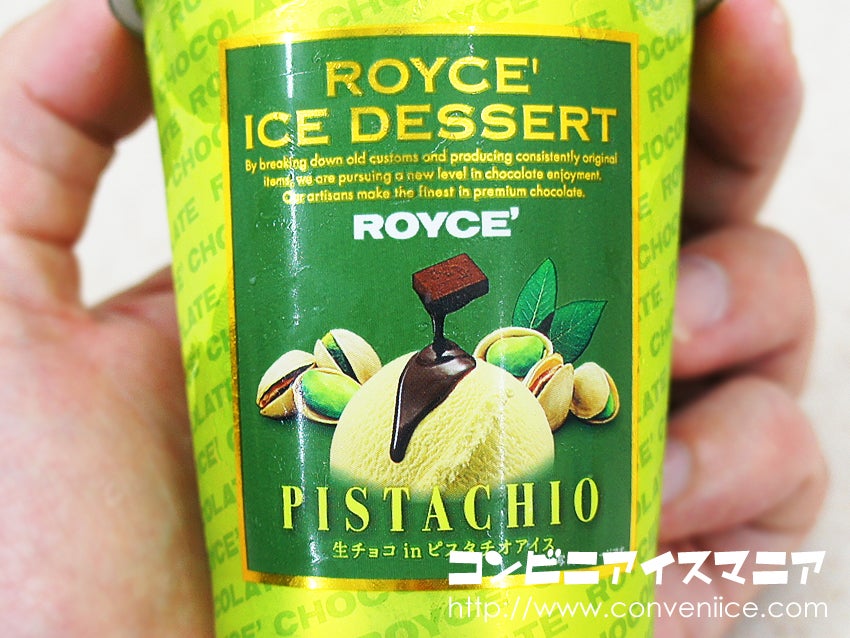 ROYCE'
ICE DESSERT
By breaking down old customs and producing consistently original
items, we are pursuing a new level in chocolate enjoyment.
Our artisans make the finest in premium chocolate.
ROYCE'
PISTACHIO
生チョコ in ピスタチオアイス
コンビニアイスマニア
http://www.conveniice.com